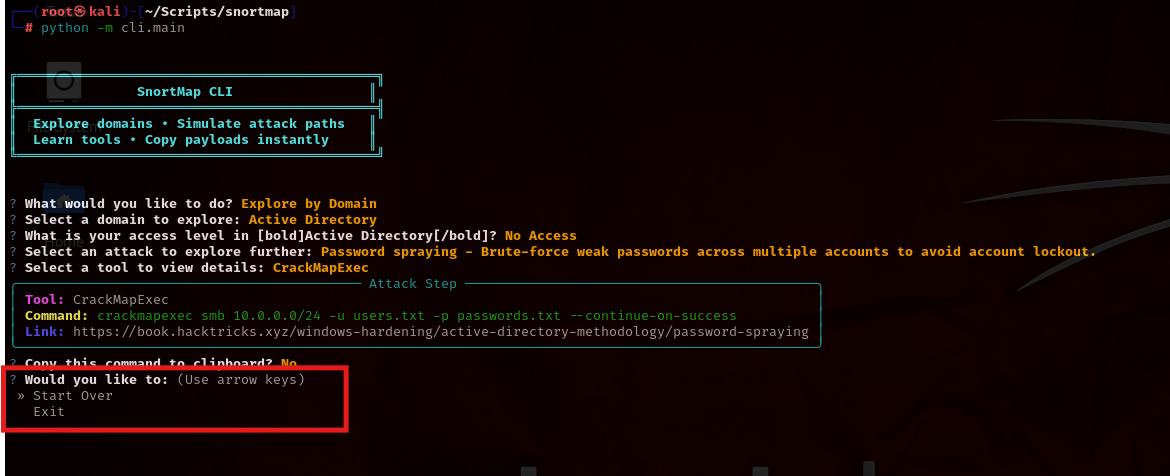 (root㉿kali)-[~/Scripts/snortmap]
# python -m cli.main
SnortMap CLI
Explore domains • Simulate attack paths
Learn tools • Copy payloads instantly
? What would you like to do? Explore by Domain
? Select a domain to explore: Active Directory
? What is your access level in [bold]Active Directory[/bold]? No Access
? Select an attack to explore further: Password spraying - Brute-force weak passwords across multiple accounts to avoid account lockout.
? Select a tool to view details: CrackMapExec
Attack Step
Tool: CrackMapExec
Command: crackmapexec smb 10.0.0.0/24 -u users.txt -p passwords.txt --continue-on-success
Link: https://book.hacktricks.xyz/windows-hardening/active-directory-methodology/password-spraying
? Copy this command to clipboard? No
? Would you like to: (Use arrow keys)
» Start Over
Exit
Home